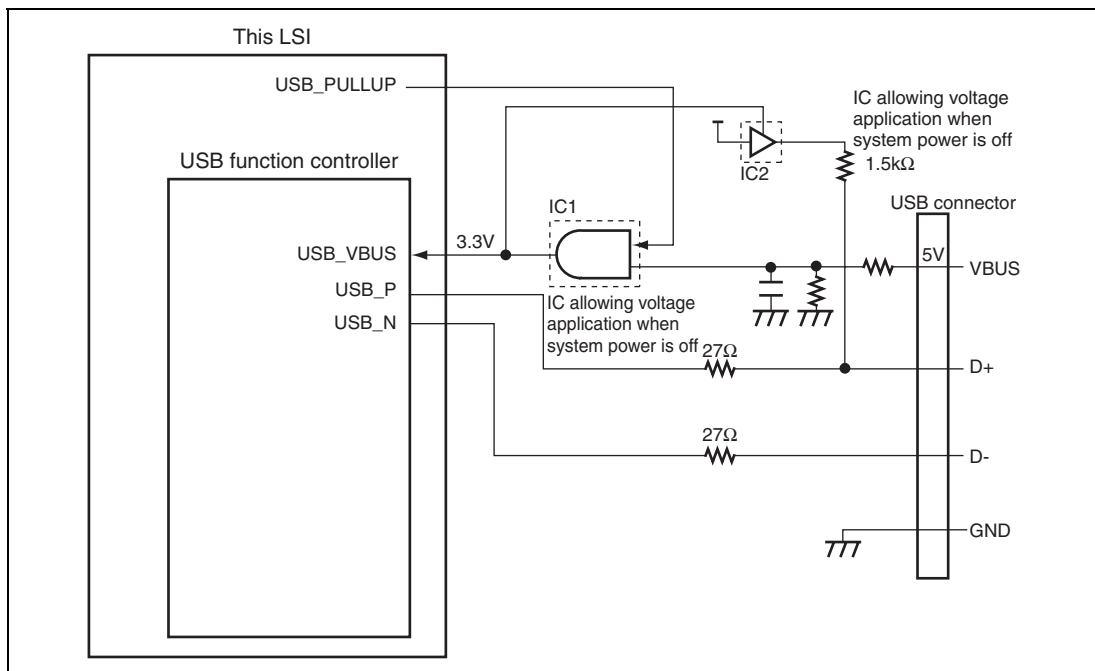 This LSI
USB_PULLUP
IC allowing voltage
application when
system power is off
1.5kΩ
IC2
USB function controller
USB connector
IC1
USB_VBUS
3.3V
5V
VBUS
USB_P
IC allowing voltage
application when
system power is off
USB_N
27Ω
D+
27Ω
D-
GND